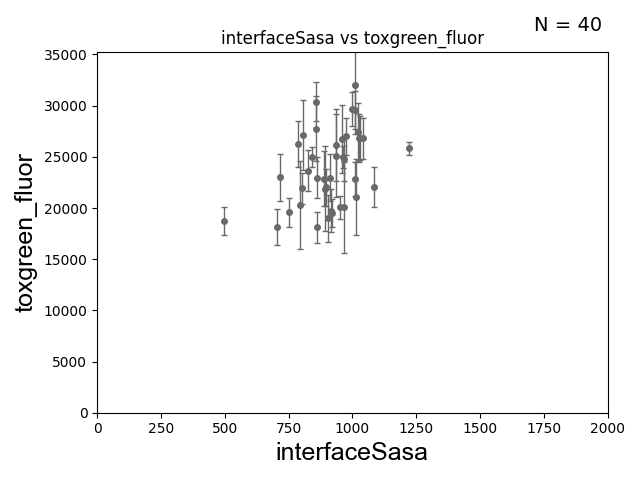 N = 40
interfaceSasa vs toxgreen_fluor
35000
30000
25000
20000
15000
10000
5000
0
toxgreen_fluor
0 250 500 750 1000 1250 1500 1750 2000
interfaceSasa